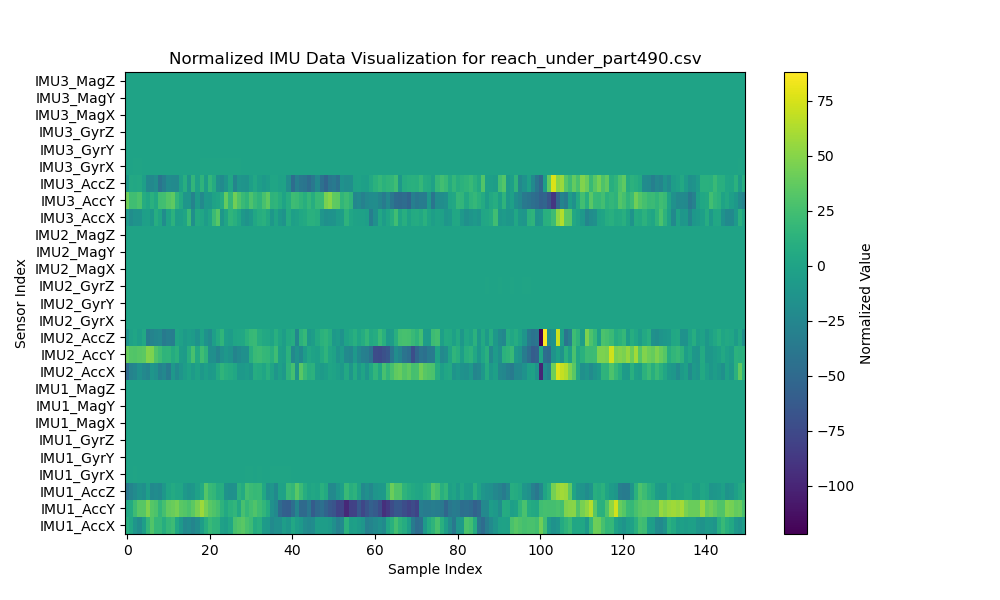 Normalized IMU Data Visualization for reach_under_part490.csv
IMU3_MagZ
IMU3_MagY
IMU3_MagX
IMU3_GyrZ
IMU3_GyrY
IMU3_GyrX
IMU3_AccZ
IMU3_AccY
IMU3_AccX
IMU2_MagZ
IMU2_MagY
IMU2_MagX
IMU2_GyrZ
IMU2_GyrY
IMU2_GyrX
IMU2_AccZ
IMU2_AccY
IMU2_AccX
IMU1_MagZ
IMU1_MagY
IMU1_MagX
IMU1_GyrZ
IMU1_GyrY
IMU1_GyrX
IMU1_AccZ
IMU1_AccY
IMU1_AccX
Sensor Index
0 20 40 60 80 100 120 140
Sample Index
75
50
25
0
−25
−50
−75
−100
Normalized Value